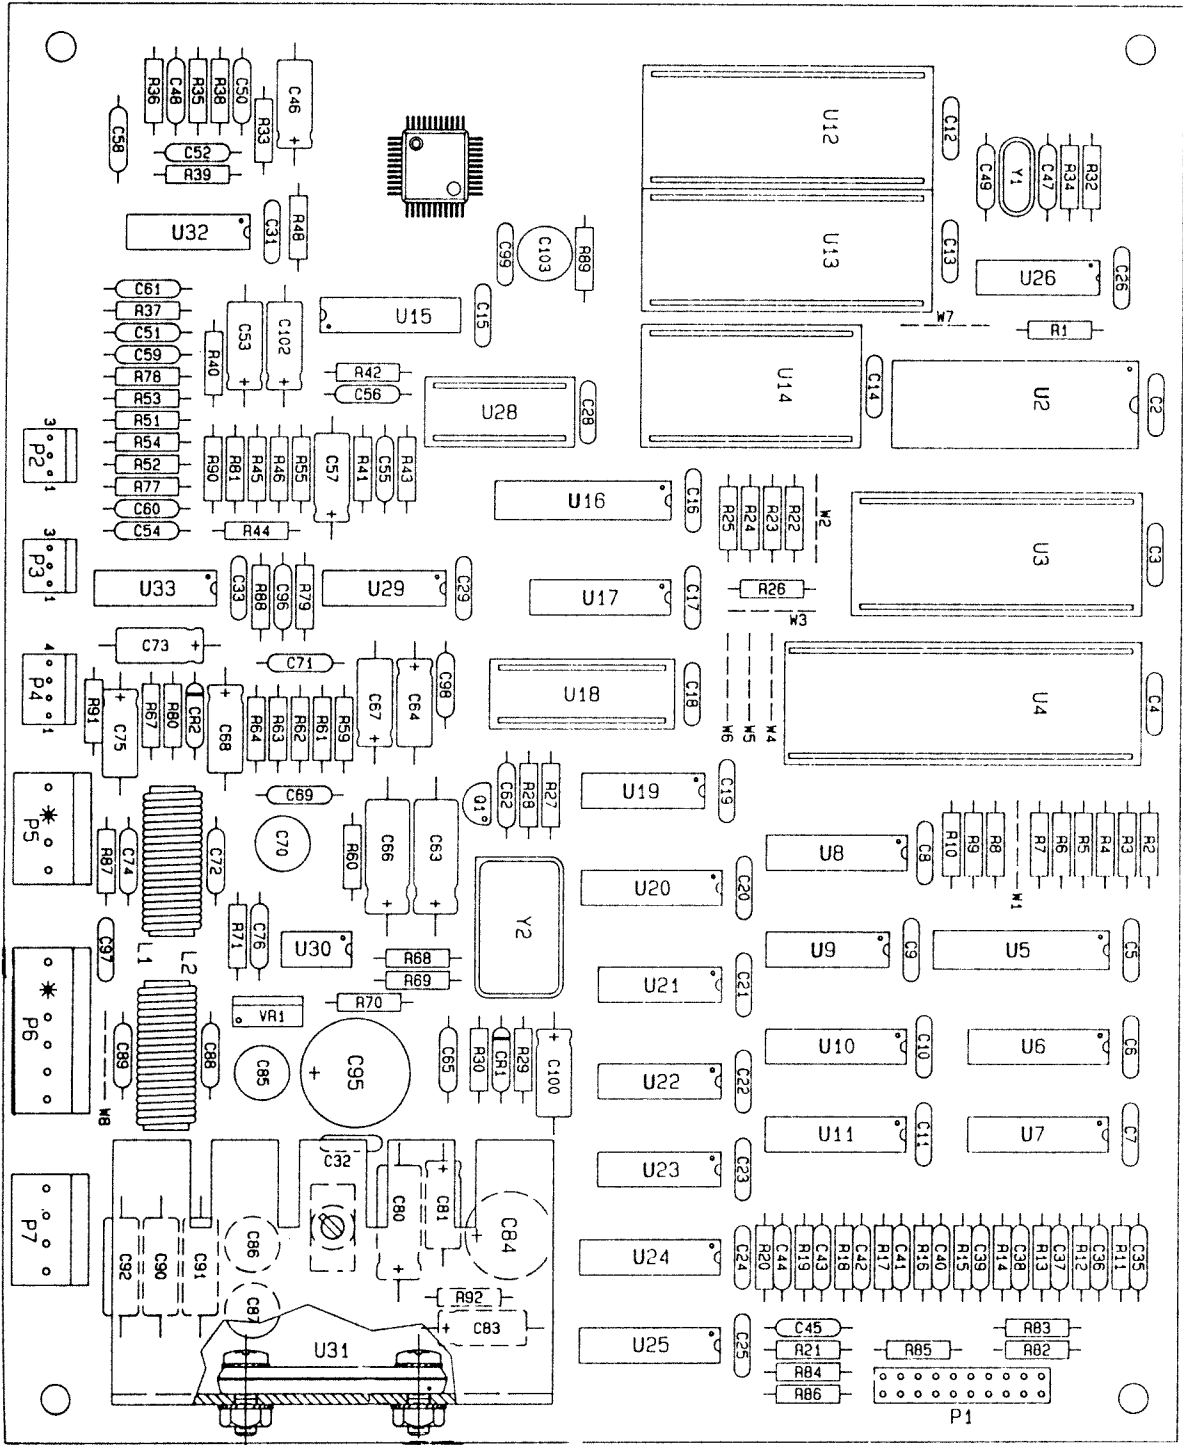 R36
C48
R35
R38
C50
R33
C46
+
C58
C52
R39
U12
C12
C49
Y1
C47
R34
R32
U32
C31
R48
C99
C103
R89
U13
C13
U26
C26
W7
R1
C61
R37
C51
C59
R78
R53
R51
R54
R52
R77
C60
C54
R40
C53
+
C102
+
U15
C15
R42
C56
U28
C28
U14
C14
U2
C2
3
P2
1
R90
R81
R45
R46
R55
C57
+
R41
C55
R43
R44
U16
C16
R25
R24
R23
R22
W2
U3
C3
3
P3
1
U33
C33
R88
C96
R79
U29
C29
U17
C17
R26
W3
4
P4
1
C73
+
C71
R91
+
C75
R67
R80
CR2
+
C68
R64
R63
R62
R61
R59
C67
+
+
C64
C98
U18
C18
W6
W5
W4
U4
C4
C69
P5
R87
C74
C72
C70
R60
C66
C63
Q1
C62
R28
R27
U19
C19
U8
C8
R10
R9
R8
W1
R7
R6
R5
R4
R3
R2
U20
C20
Y2
L1
L2
C97
R71
C76
U30
R68
R69
R70
U9
C9
U5
C5
U21
C21
P6
W8
C89
C88
VR1
C85
+
C95
C65
R30
CR1
R29
+
C100
U10
C10
U6
C6
U22
C22
U11
C11
U7
C7
C32
C80
+
+
C81
+
C84
U23
C23
P7
C92
C90
C91
C86
C87
R92
+
C83
U24
C24
R20
C44
R19
C43
R18
C42
R17
C41
R16
C40
R15
C39
R14
C38
R13
C37
R12
C36
R11
C35
U31
U25
C25
C45
R21
R84
R86
R85
R83
R82
P1